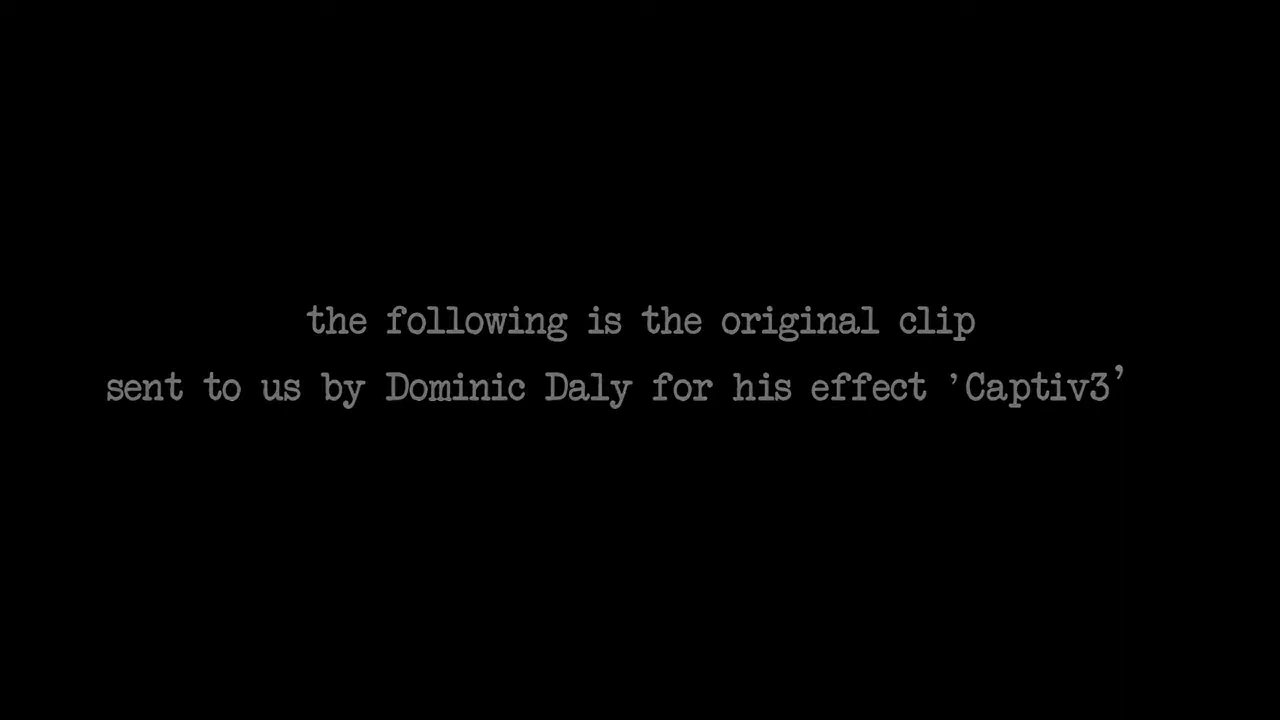 the following is the original clip
sent to us by Dominic Daly for his effect ’Captiv3’